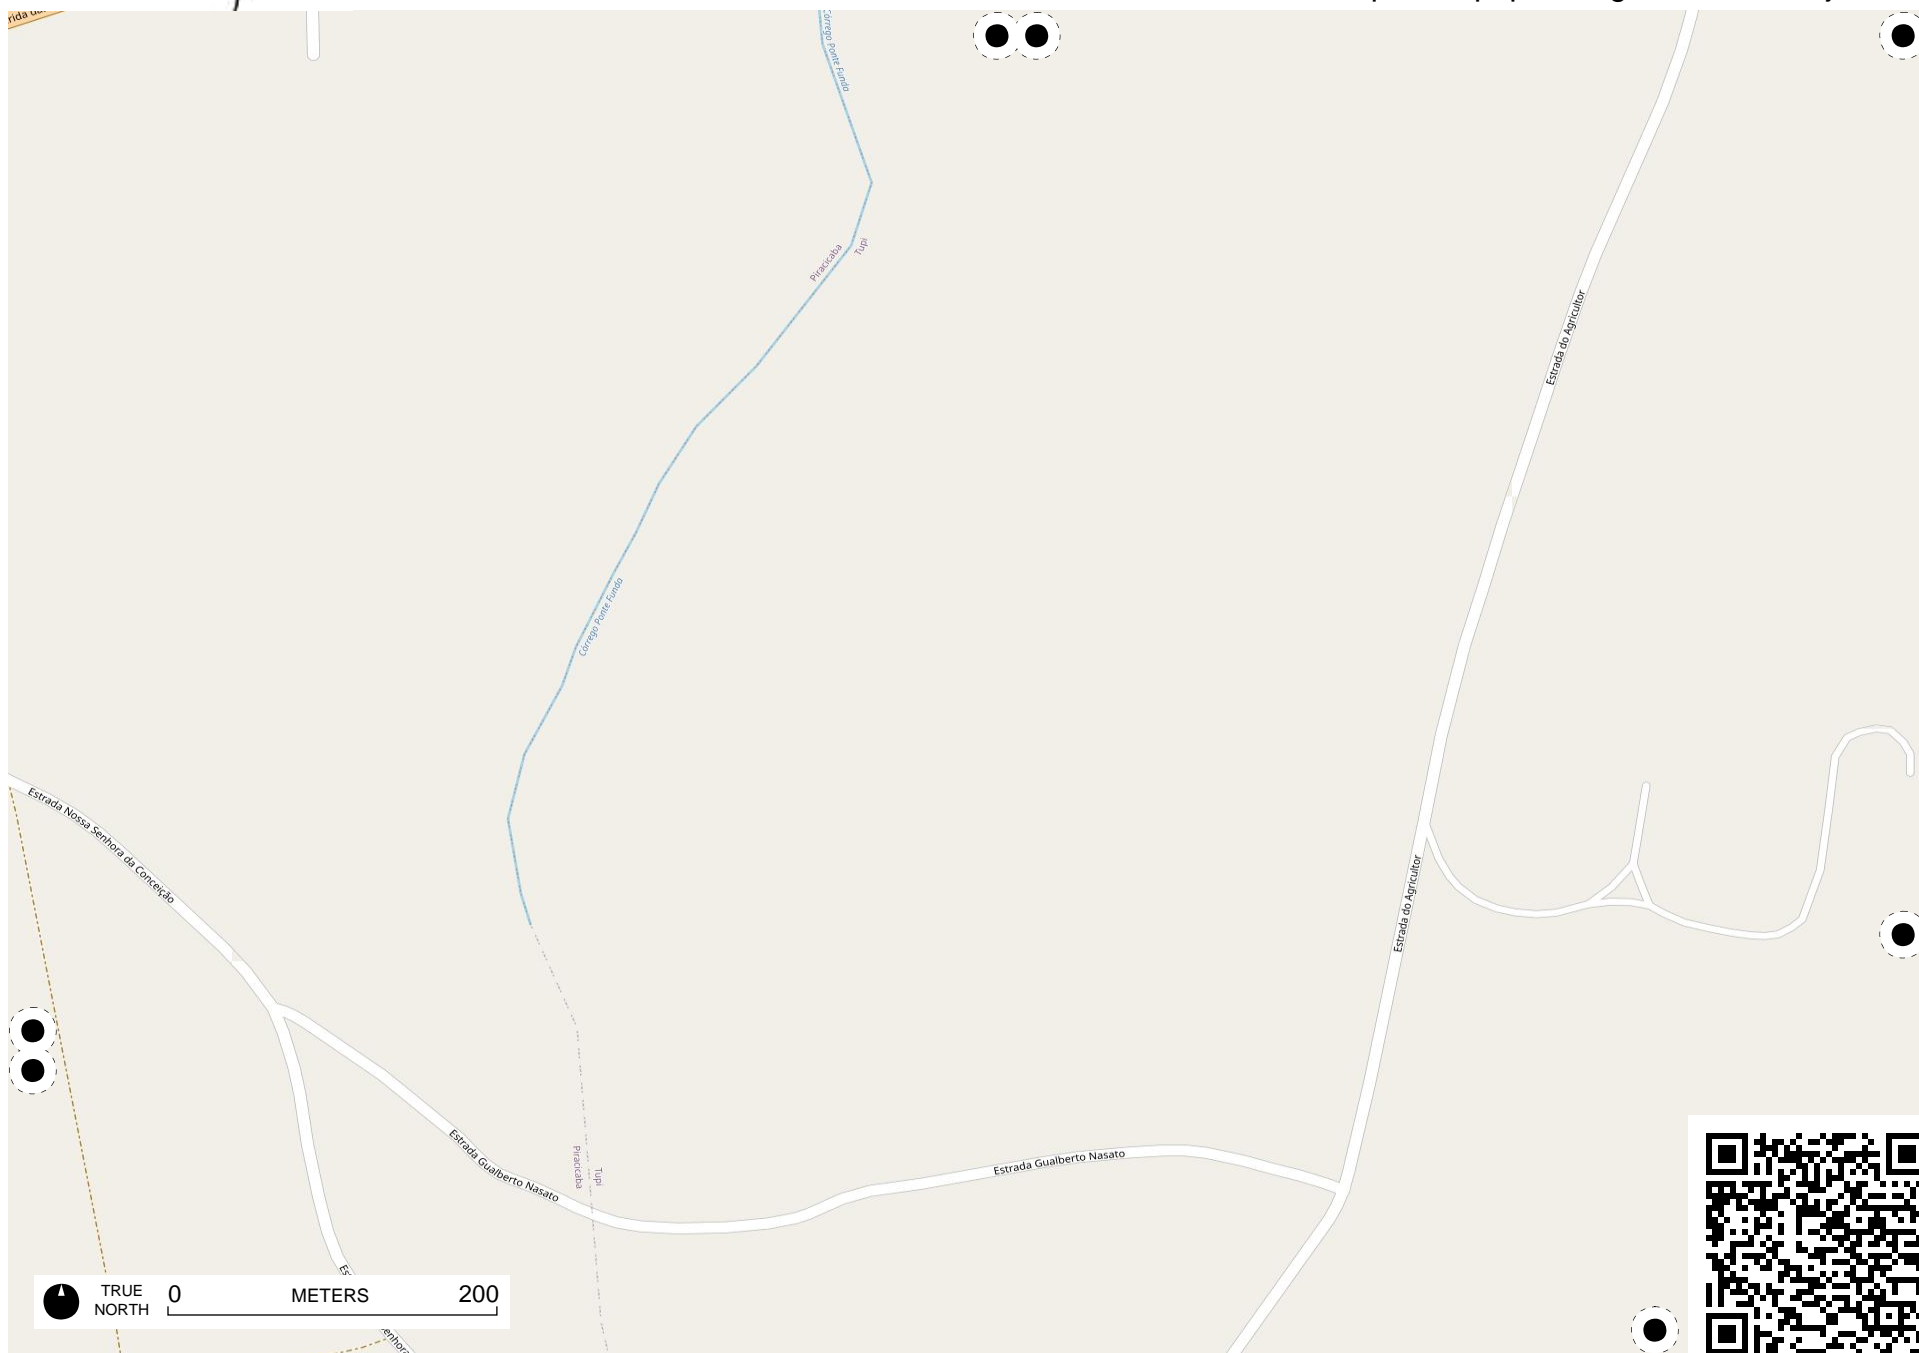 Córrego Ponte Funda
Piracicaba
Tupi
Estrada do Agricultor
Córrego Ponte Funda
Estrada Nossa Senhora da Conceição
Estrada do Agricultor
Estrada Gualberto Nasato
Piracicaba
Tupi
Estrada Gualberto Nasato
TRUE
NORTH
0 METERS 200